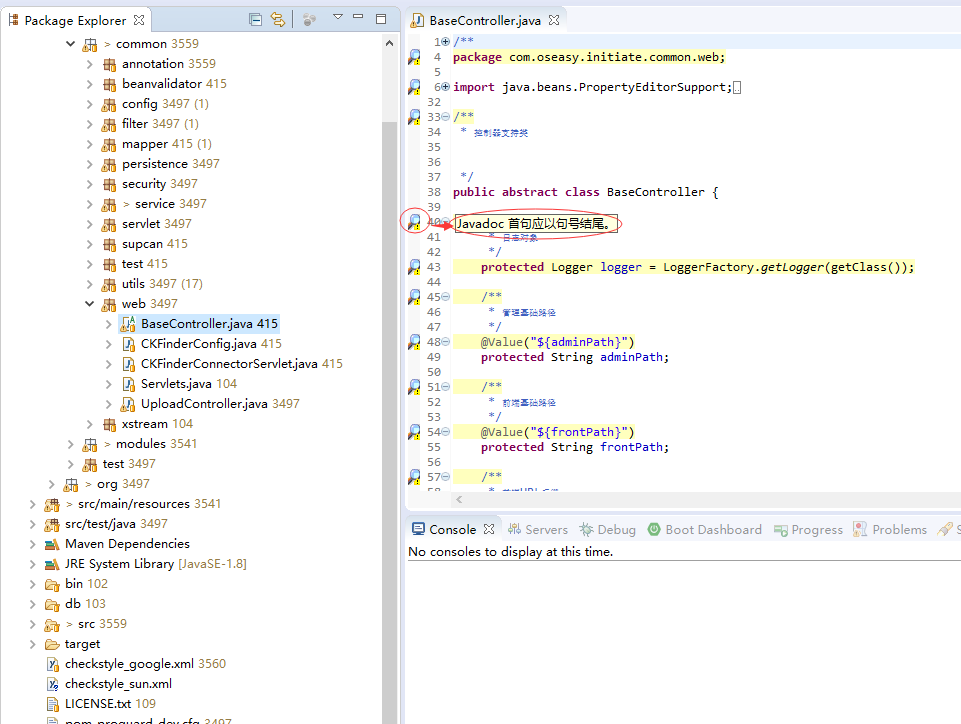 Package Explorer
> common 3559
annotation 3559
beanvalidator 415
config 3497 (1)
filter 3497 (1)
mapper 415 (1)
persistence 3497
security 3497
> service 3497
servlet 3497
supcan 415
test 415
utils 3497 (17)
web 3497
BaseController.java 415
CKFinderConfig.java 415
CKFinderConnectorServlet.java 415
Servlets.java 104
UploadController.java 3497
xstream 104
> modules 3541
test 3497
> org 3497
> src/main/resources 3541
src/test/java 3497
Maven Dependencies
JRE System Library [JavaSE-1.8]
bin 102
db 103
> src 3559
target
checkstyle_google.xml 3560
checkstyle_sun.xml
LICENSE.txt 109
pom-proguard-dev.cfg 3497
BaseController.java
1 /**
4 package com.oseasy.initiate.common.web;
5
6 import java.beans.PropertyEditorSupport;
32
33 /**
34 * 控制器支持类
35
36
37 */
38 public abstract class BaseController {
39
40 Javadoc 首句应以句号结尾。
41 * 日志对象
42 */
43 protected Logger logger = LoggerFactory.getLogger(getClass());
44
45 /**
46 * 管理基础路径
47 */
48 @Value("${adminPath}")
49 protected String adminPath;
50
51 /**
52 * 前端基础路径
53 */
54 @Value("${frontPath}")
55 protected String frontPath;
56
57 /**
58
Console Servers Debug Boot Dashboard Progress Problems S
No consoles to display at this time.